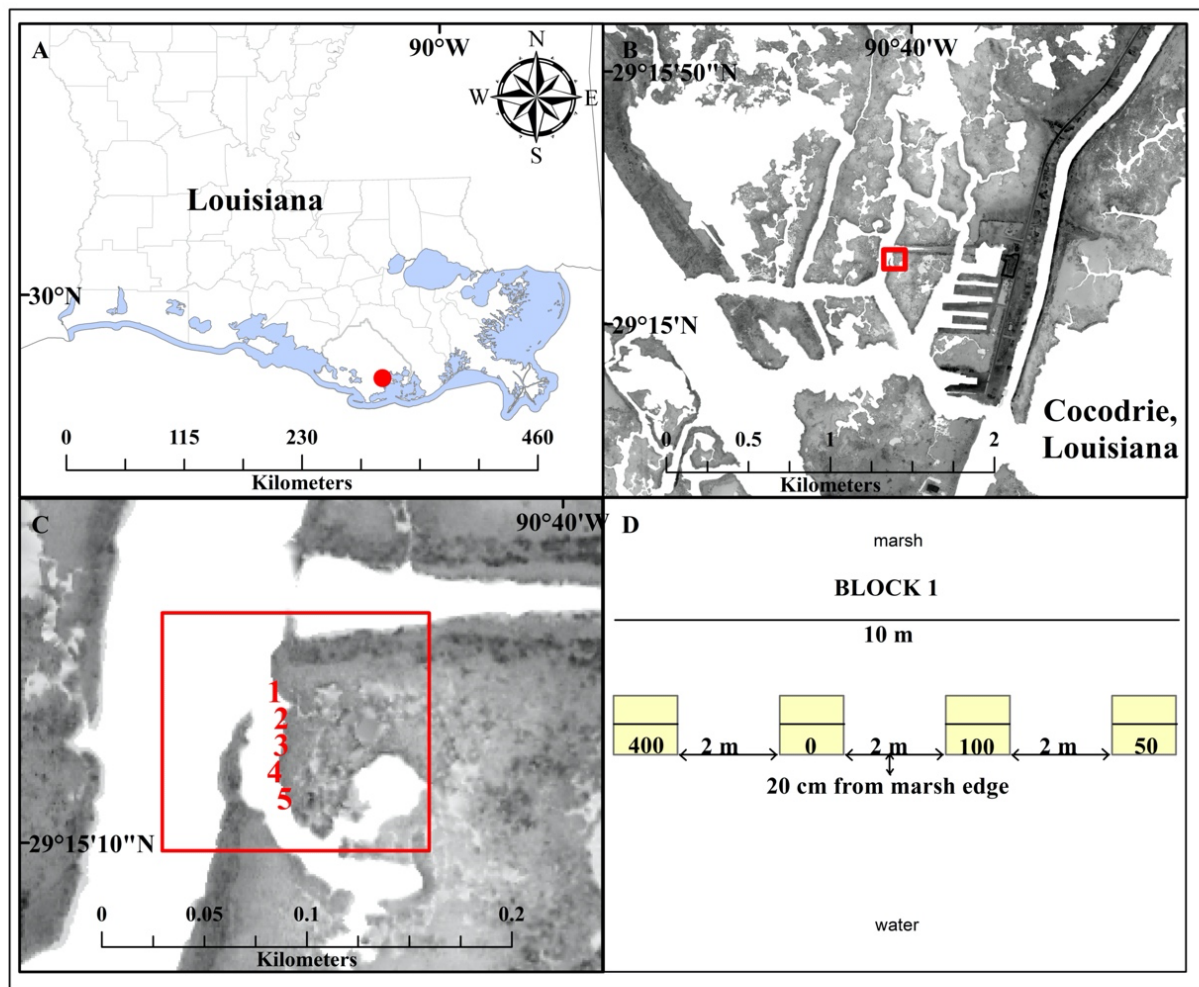 A
90°W
N
W
E
S
Louisiana
30°N
0
115
230
460
Kilometers
B
90°40'W
29°15'50"N
29°15'N
Cocodrie,
Louisiana
0
0.5
1
2
Kilometers
C
90°40'W
1
2
3
4
5
29°15'10"N
0
0.05
0.1
0.2
Kilometers
D
marsh
BLOCK 1
10 m
400
2 m
0
2 m
100
2 m
50
20 cm from marsh edge
water